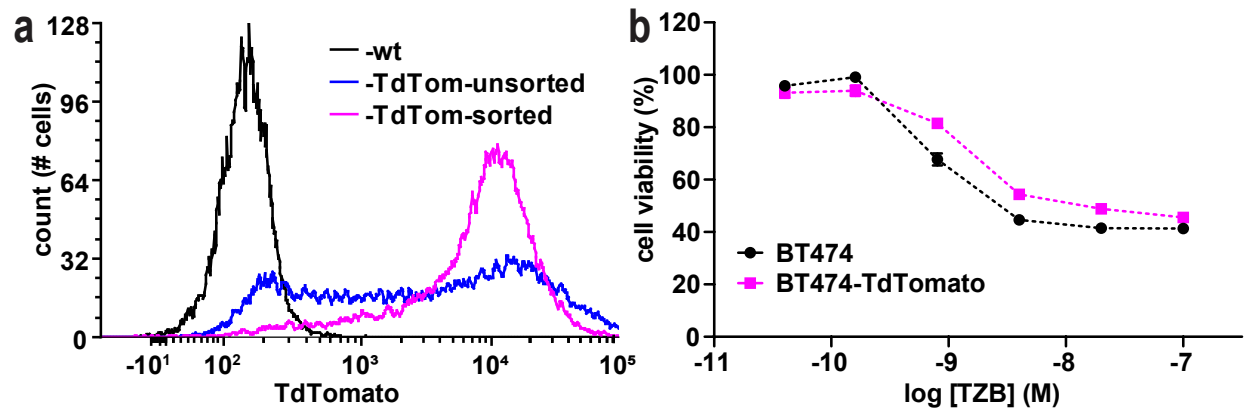 a
128
96
64
32
0
count (# cells)
-wt
-TdTom-unsorted
-TdTom-sorted
-10¹ 10² 10³ 10⁴ 10⁵
TdTomato
b
120
100
80
60
40
20
0
cell viability (%)
BT474
BT474-TdTomato
-11 -10 -9 -8 -7
log [TZB] (M)